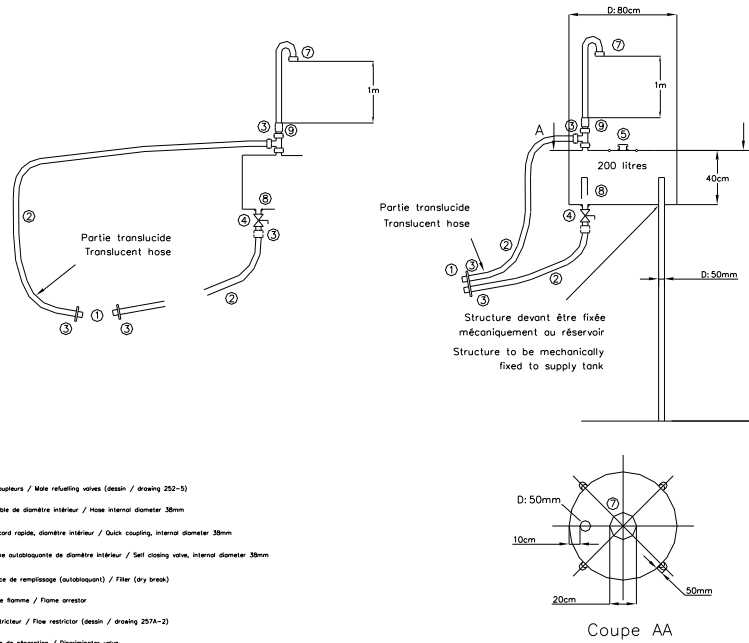 D: 80cm
7
7
1m
1m
3
9
A
3
9
5
200 litres
40cm
8
8
4
3
4
3
2
Partie translucide
Translucent hose
Partie translucide
Translucent hose
2
2
1
3
3
2
D: 50mm
1
3
3
Structure devant être fixée
mécaniquement au réservoir
Structure to be mechanically
fixed to supply tank
oupleurs / Male refuelling valves (dessin / drawing 252-5)
ble de diamètre intérieur / Hose internal diameter 38mm
cord rapide, diamètre intérieur / Quick coupling, internal diameter 38mm
ne autobloquante de diamètre intérieur / Self closing valve, internal diameter 38mm
ce de remplissage (autobloquant) / Filler (dry break)
e flamme / Flame arrestor
tricteur / Flow restrictor (dessin / drawing 257A-2)
D: 50mm
7
10cm
50mm
20cm
Coupe AA